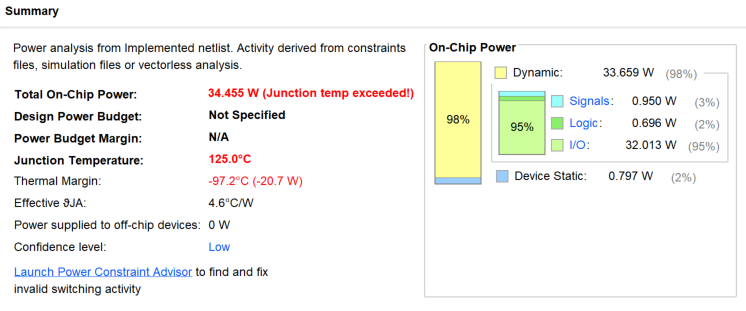 Summary
Power analysis from Implemented netlist. Activity derived from constraints
files, simulation files or vectorless analysis.
Total On-Chip Power: 34.455 W (Junction temp exceeded!)
Design Power Budget: Not Specified
Power Budget Margin: N/A
Junction Temperature: 125.0°C
Thermal Margin: -97.2°C (-20.7 W)
Effective ϑJA: 4.6°C/W
Power supplied to off-chip devices: 0 W
Confidence level: Low
Launch Power Constraint Advisor to find and fix
invalid switching activity
On-Chip Power
Dynamic: 33.659 W (98%)
98%
Signals: 0.950 W (3%)
Logic: 0.696 W (2%)
95%
I/O: 32.013 W (95%)
Device Static: 0.797 W (2%)